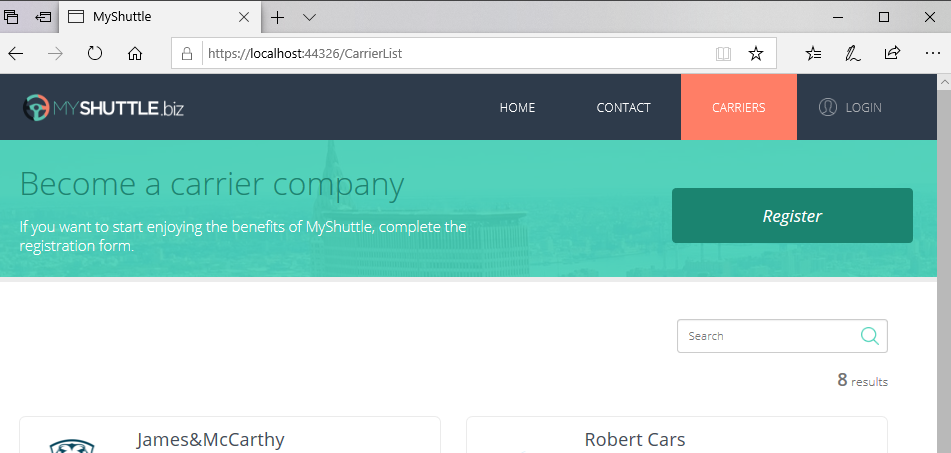 MyShuttle
https://localhost:44326/CarrierList
MYSHUTTLE.biz
HOME
CONTACT
CARRIERS
LOGIN
Become a carrier company
If you want to start enjoying the benefits of MyShuttle, complete the
registration form.
Register
Search
8 results
James&McCarthy
Robert Cars